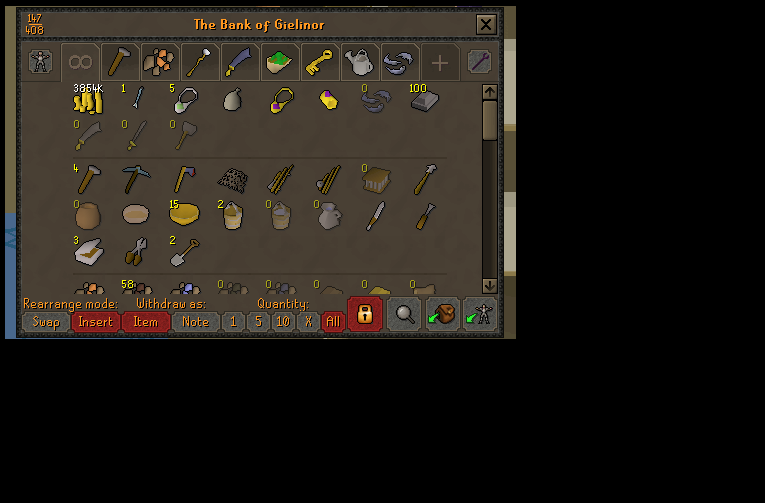 147
408
The Bank of Gielinor
3854K 1 5 0 100
0 0 0
4 0
0 15 2 0 0
3 2
58 0 0 0 0 0
Rearrange mode: Withdraw as: Quantity:
Swap Insert Item Note 1 5 10 X All